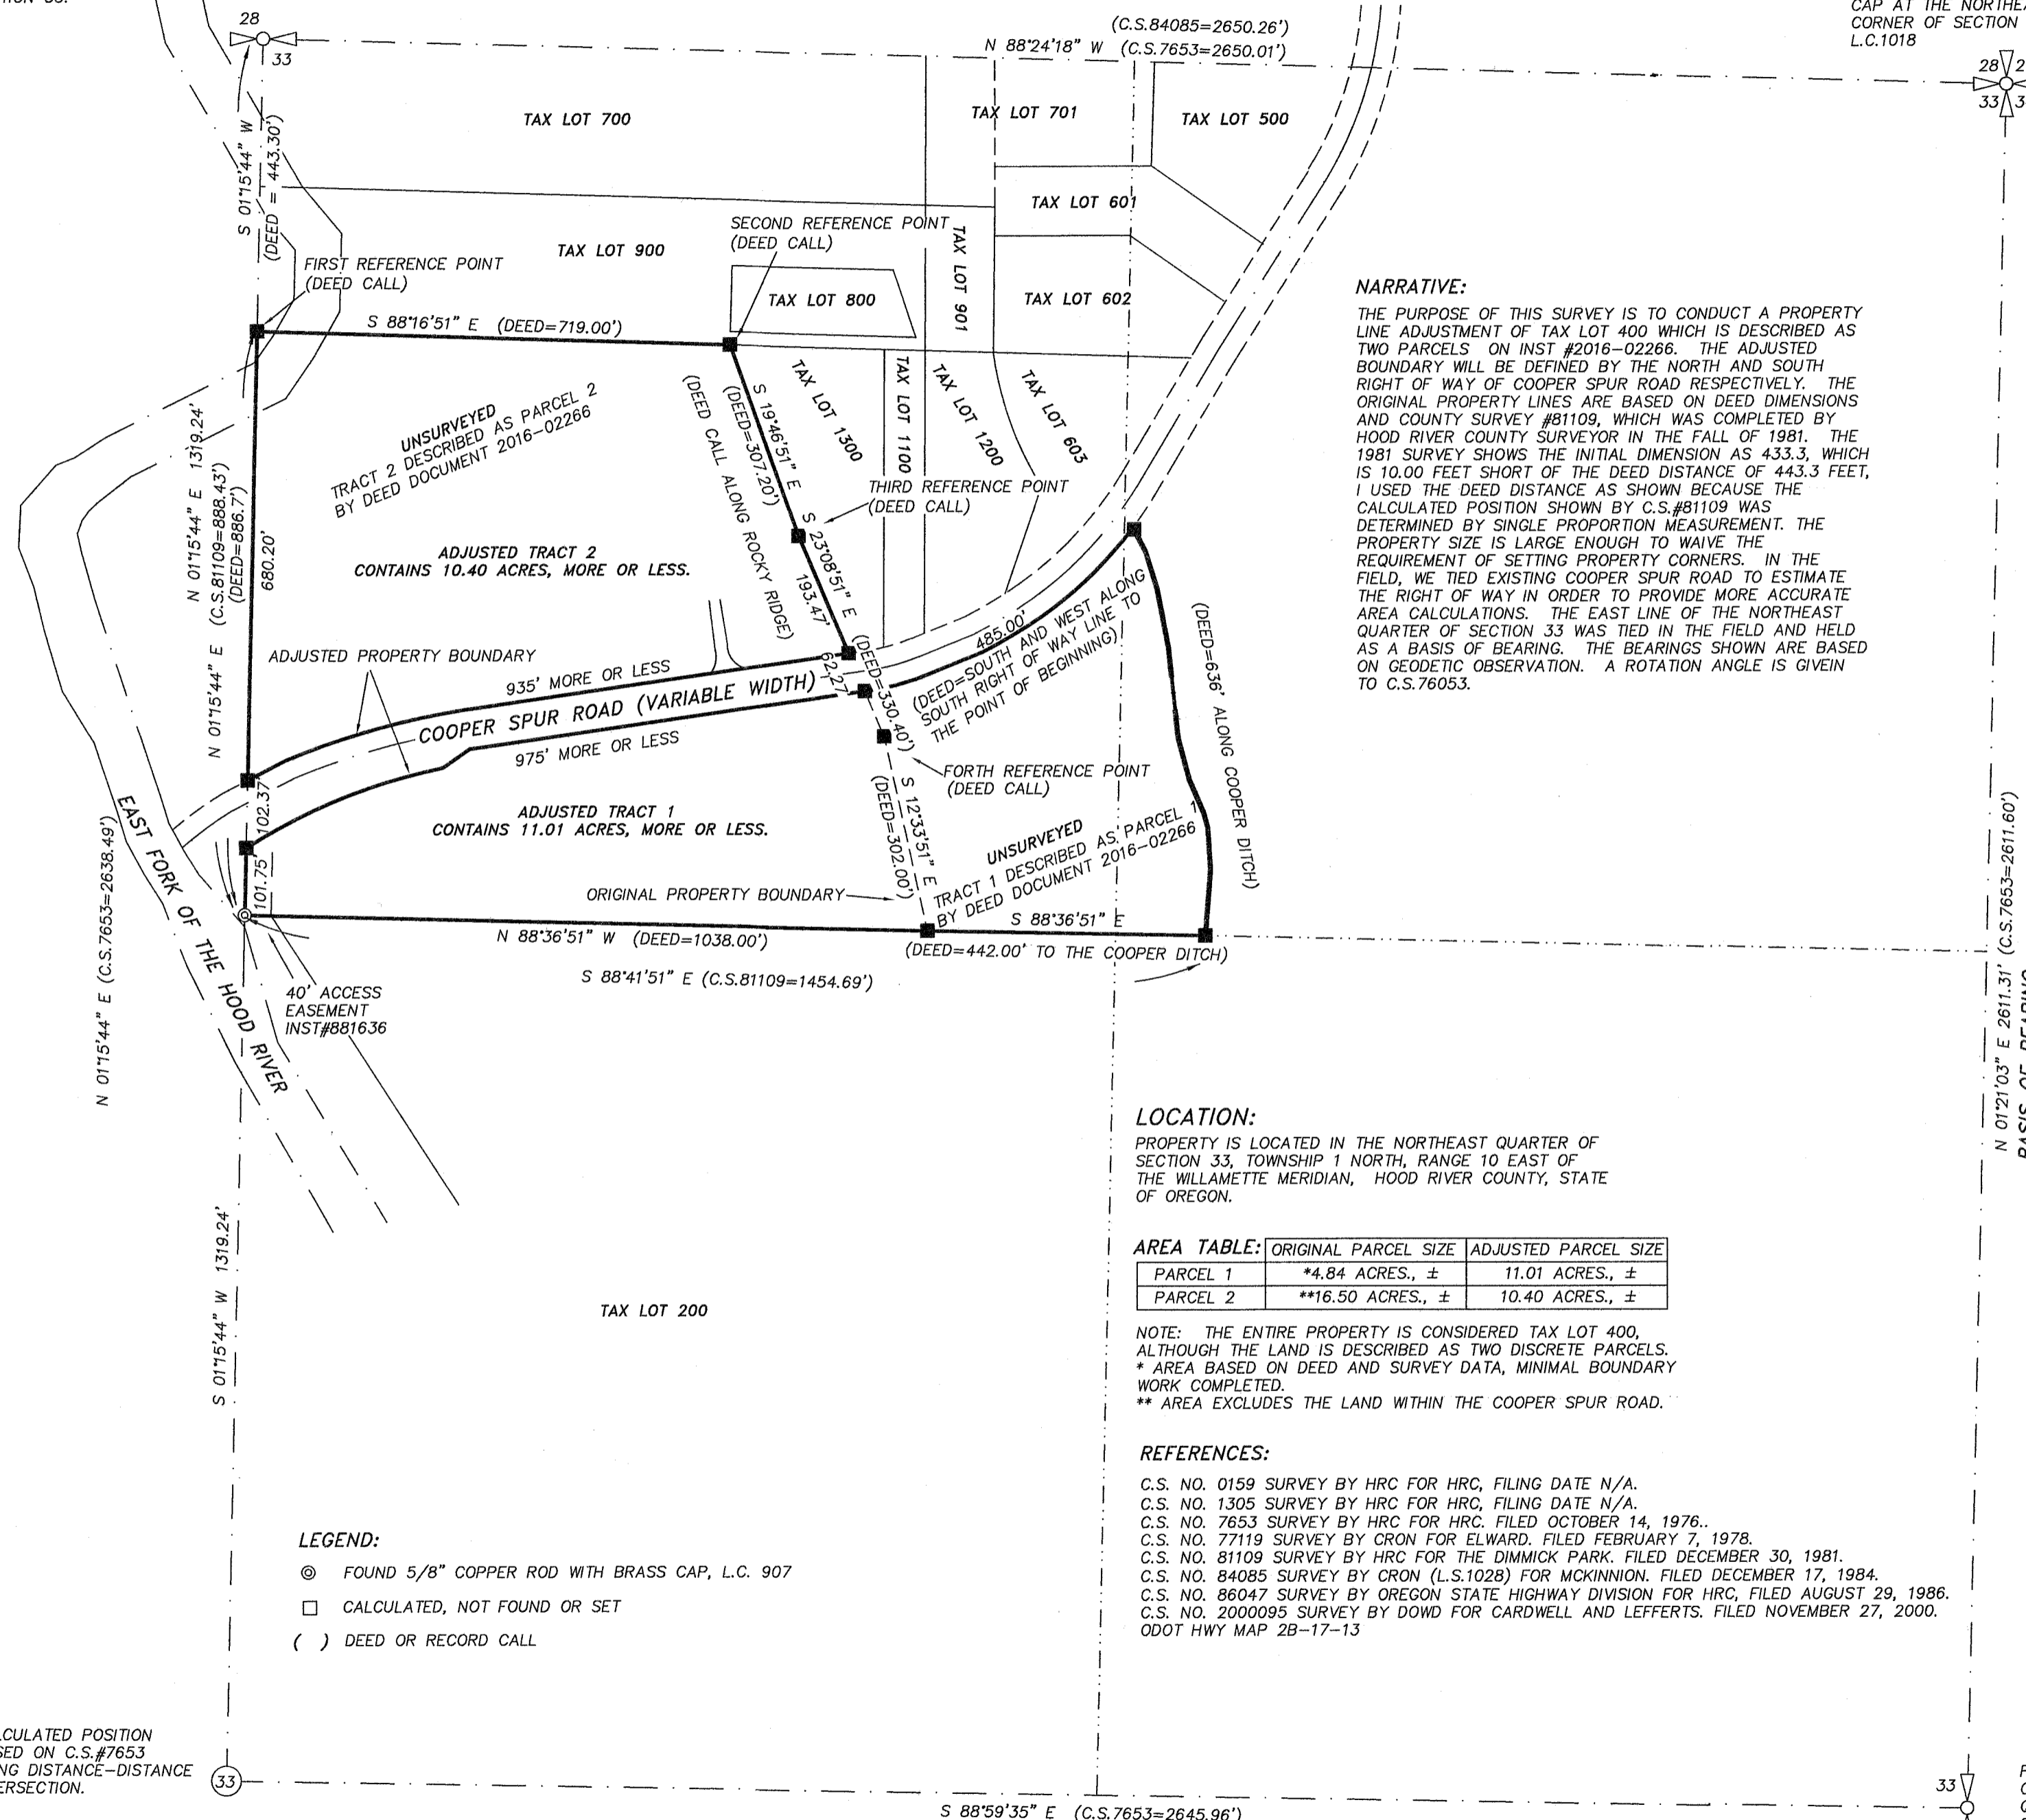 TION 33.
CAP AT THE NORTHEA
CORNER OF SECTION
L.C.1018
28
33
(C.S.84085=2650.26')
N 88°24'18" W (C.S.7653=2650.01')
28
33
S 01°15'44" W
(DEED = 443.30')
TAX LOT 700
TAX LOT 701
TAX LOT 500
TAX LOT 601
TAX LOT 900
SECOND REFERENCE POINT
(DEED CALL)
TAX LOT 901
FIRST REFERENCE POINT
(DEED CALL)
TAX LOT 800
TAX LOT 602
S 88°16'51" E (DEED=719.00')
TAX LOT 1300
TAX LOT 1100
TAX LOT 1200
TAX LOT 603
S 19°46'51" E
(DEED=307.20')
(DEED CALL ALONG ROCKY RIDGE)
UNSURVEYED
TRACT 2 DESCRIBED AS PARCEL 2
BY DEED DOCUMENT 2016-02266
N 01°15'44" E 1319.24'
N 01°15'44" E (C.S.81109=888.43')
(DEED=886.7')
680.20'
THIRD REFERENCE POINT
(DEED CALL)
S 23°08'51" E (DEED=330.40')
193.47'
62.27'
ADJUSTED TRACT 2
CONTAINS 10.40 ACRES, MORE OR LESS.
ADJUSTED PROPERTY BOUNDARY
935' MORE OR LESS
COOPER SPUR ROAD (VARIABLE WIDTH)
975' MORE OR LESS
485.00'
(DEED=SOUTH AND WEST ALONG
SOUTH RIGHT OF WAY LINE TO
THE POINT OF BEGINNING)
(DEED=636' ALONG COOPER DITCH)
FORTH REFERENCE POINT
(DEED CALL)
102.37'
101.75'
ADJUSTED TRACT 1
CONTAINS 11.01 ACRES, MORE OR LESS.
S 12°33'51" E
(DEED=302.00')
UNSURVEYED
TRACT 1 DESCRIBED AS PARCEL 1
BY DEED DOCUMENT 2016-02266
ORIGINAL PROPERTY BOUNDARY
N 88°36'51" W (DEED=1038.00')
S 88°36'51" E
(DEED=442.00' TO THE COOPER DITCH)
S 88°41'51" E (C.S.81109=1454.69')
EAST FORK OF THE HOOD RIVER
N 01°15'44" E (C.S.7653=2638.49')
40' ACCESS
EASEMENT
INST#881636
S 01°15'44" W 1319.24'
TAX LOT 200
NARRATIVE:
THE PURPOSE OF THIS SURVEY IS TO CONDUCT A PROPERTY
LINE ADJUSTMENT OF TAX LOT 400 WHICH IS DESCRIBED AS
TWO PARCELS ON INST #2016-02266. THE ADJUSTED
BOUNDARY WILL BE DEFINED BY THE NORTH AND SOUTH
RIGHT OF WAY OF COOPER SPUR ROAD RESPECTIVELY. THE
ORIGINAL PROPERTY LINES ARE BASED ON DEED DIMENSIONS
AND COUNTY SURVEY #81109, WHICH WAS COMPLETED BY
HOOD RIVER COUNTY SURVEYOR IN THE FALL OF 1981. THE
1981 SURVEY SHOWS THE INITIAL DIMENSION AS 433.3, WHICH
IS 10.00 FEET SHORT OF THE DEED DISTANCE OF 443.3 FEET,
I USED THE DEED DISTANCE AS SHOWN BECAUSE THE
CALCULATED POSITION SHOWN BY C.S.#81109 WAS
DETERMINED BY SINGLE PROPORTION MEASUREMENT. THE
PROPERTY SIZE IS LARGE ENOUGH TO WAIVE THE
REQUIREMENT OF SETTING PROPERTY CORNERS. IN THE
FIELD, WE TIED EXISTING COOPER SPUR ROAD TO ESTIMATE
THE RIGHT OF WAY IN ORDER TO PROVIDE MORE ACCURATE
AREA CALCULATIONS. THE EAST LINE OF THE NORTHEAST
QUARTER OF SECTION 33 WAS TIED IN THE FIELD AND HELD
AS A BASIS OF BEARING. THE BEARINGS SHOWN ARE BASED
ON GEODETIC OBSERVATION. A ROTATION ANGLE IS GIVEIN
TO C.S.76053.
N 01°21'03" E 2611.31' (C.S.7653=2611.60')
BASIS OF BEARING
LOCATION:
PROPERTY IS LOCATED IN THE NORTHEAST QUARTER OF
SECTION 33, TOWNSHIP 1 NORTH, RANGE 10 EAST OF
THE WILLAMETTE MERIDIAN, HOOD RIVER COUNTY, STATE
OF OREGON.
AREA TABLE: ORIGINAL PARCEL SIZE ADJUSTED PARCEL SIZE
PARCEL 1 *4.84 ACRES., ± 11.01 ACRES., ±
PARCEL 2 **16.50 ACRES., ± 10.40 ACRES., ±
NOTE: THE ENTIRE PROPERTY IS CONSIDERED TAX LOT 400,
ALTHOUGH THE LAND IS DESCRIBED AS TWO DISCRETE PARCELS.
* AREA BASED ON DEED AND SURVEY DATA, MINIMAL BOUNDARY
WORK COMPLETED.
** AREA EXCLUDES THE LAND WITHIN THE COOPER SPUR ROAD.
REFERENCES:
C.S. NO. 0159 SURVEY BY HRC FOR HRC, FILING DATE N/A.
C.S. NO. 1305 SURVEY BY HRC FOR HRC, FILING DATE N/A.
C.S. NO. 7653 SURVEY BY HRC FOR HRC. FILED OCTOBER 14, 1976..
C.S. NO. 77119 SURVEY BY CRON FOR ELWARD. FILED FEBRUARY 7, 1978.
C.S. NO. 81109 SURVEY BY HRC FOR THE DIMMICK PARK. FILED DECEMBER 30, 1981.
C.S. NO. 84085 SURVEY BY CRON (L.S.1028) FOR MCKINNION. FILED DECEMBER 17, 1984.
C.S. NO. 86047 SURVEY BY OREGON STATE HIGHWAY DIVISION FOR HRC, FILED AUGUST 29, 1986.
C.S. NO. 2000095 SURVEY BY DOWD FOR CARDWELL AND LEFFERTS. FILED NOVEMBER 27, 2000.
ODOT HWY MAP 2B-17-13
LEGEND:
FOUND 5/8" COPPER ROD WITH BRASS CAP, L.C. 907
CALCULATED, NOT FOUND OR SET
( ) DEED OR RECORD CALL
LCULATED POSITION
SED ON C.S.#7653
NG DISTANCE-DISTANCE
ERSECTION.
33
33
S 88°59'35" E (C.S.7653=2645.96')